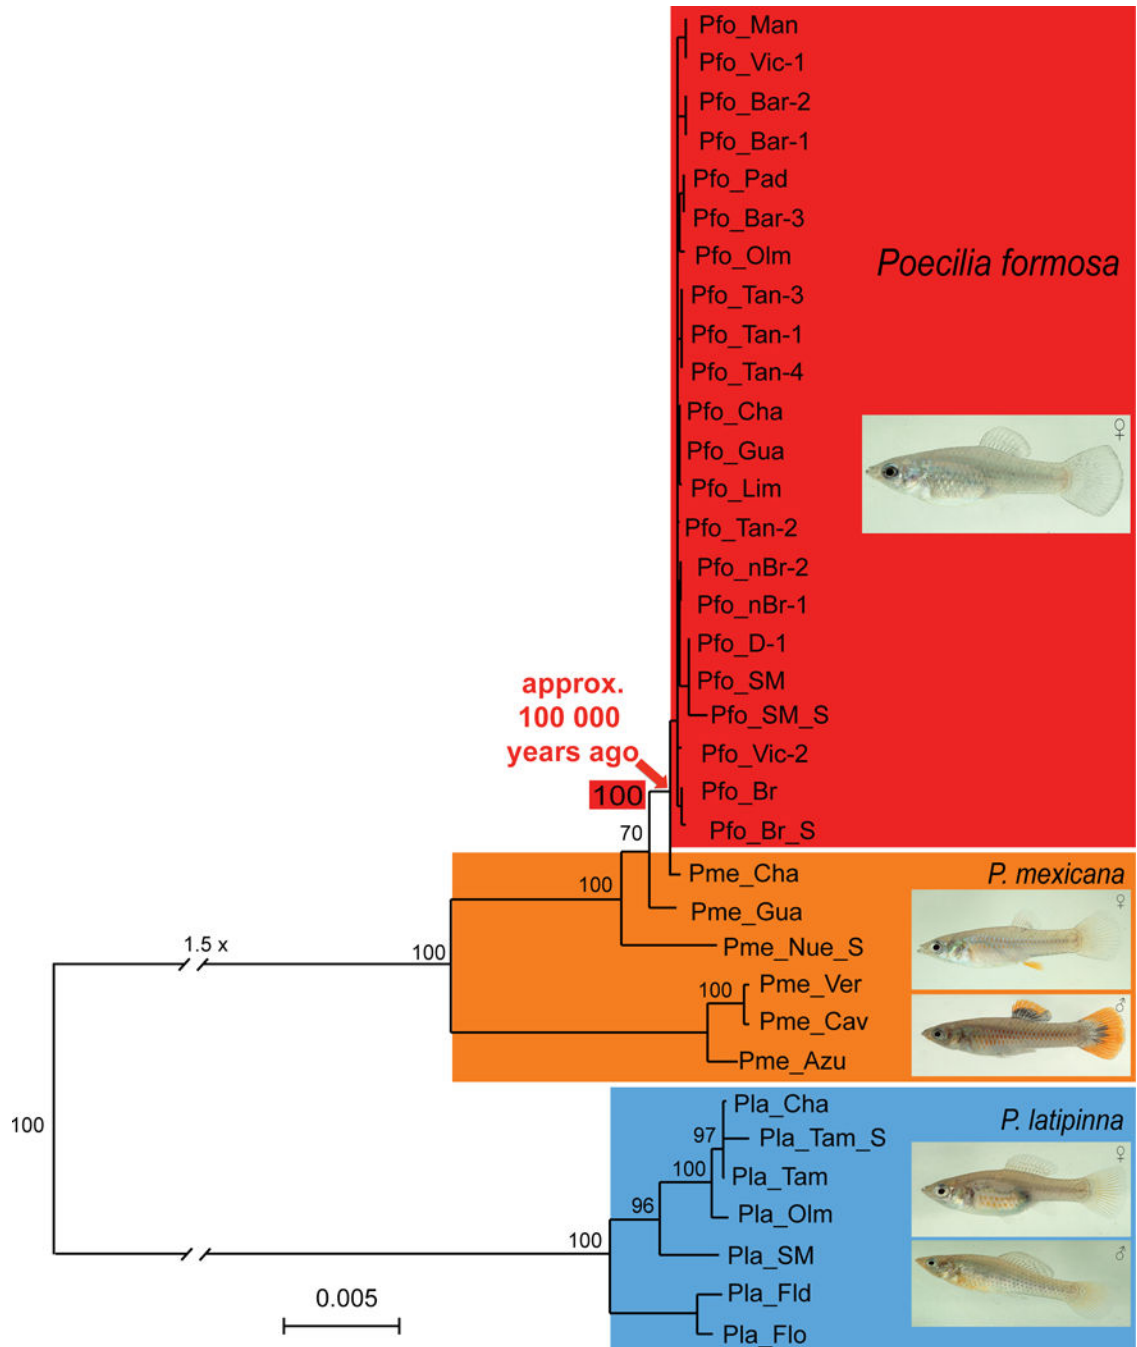 Pfo_Man
Pfo_Vic-1
Pfo_Bar-2
Pfo_Bar-1
Pfo_Pad
Pfo_Bar-3
Pfo_Olm
Poecilia formosa
Pfo_Tan-3
Pfo_Tan-1
Pfo_Tan-4
Pfo_Cha
♀
Pfo_Gua
Pfo_Lim
Pfo_Tan-2
Pfo_nBr-2
Pfo_nBr-1
Pfo_D-1
Pfo_SM
approx.
100 000
years ago
Pfo_SM_S
Pfo_Vic-2
Pfo_Br
100
Pfo_Br_S
70
Pme_Cha
P. mexicana
100
♀
Pme_Gua
1.5 x
100
Pme_Nue_S
100
Pme_Ver
♂
Pme_Cav
Pme_Azu
100
Pla_Cha
P. latipinna
97
Pla_Tam_S
♀
100
Pla_Tam
96
Pla_Olm
100
Pla_SM
♂
0.005
Pla_Fld
Pla_Flo